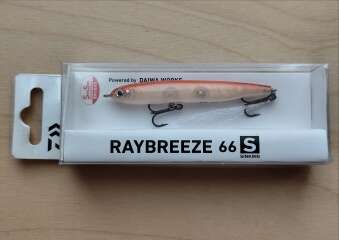 Powered by DAIWA WORKS
RAYBREEZE 66 S
SINKING